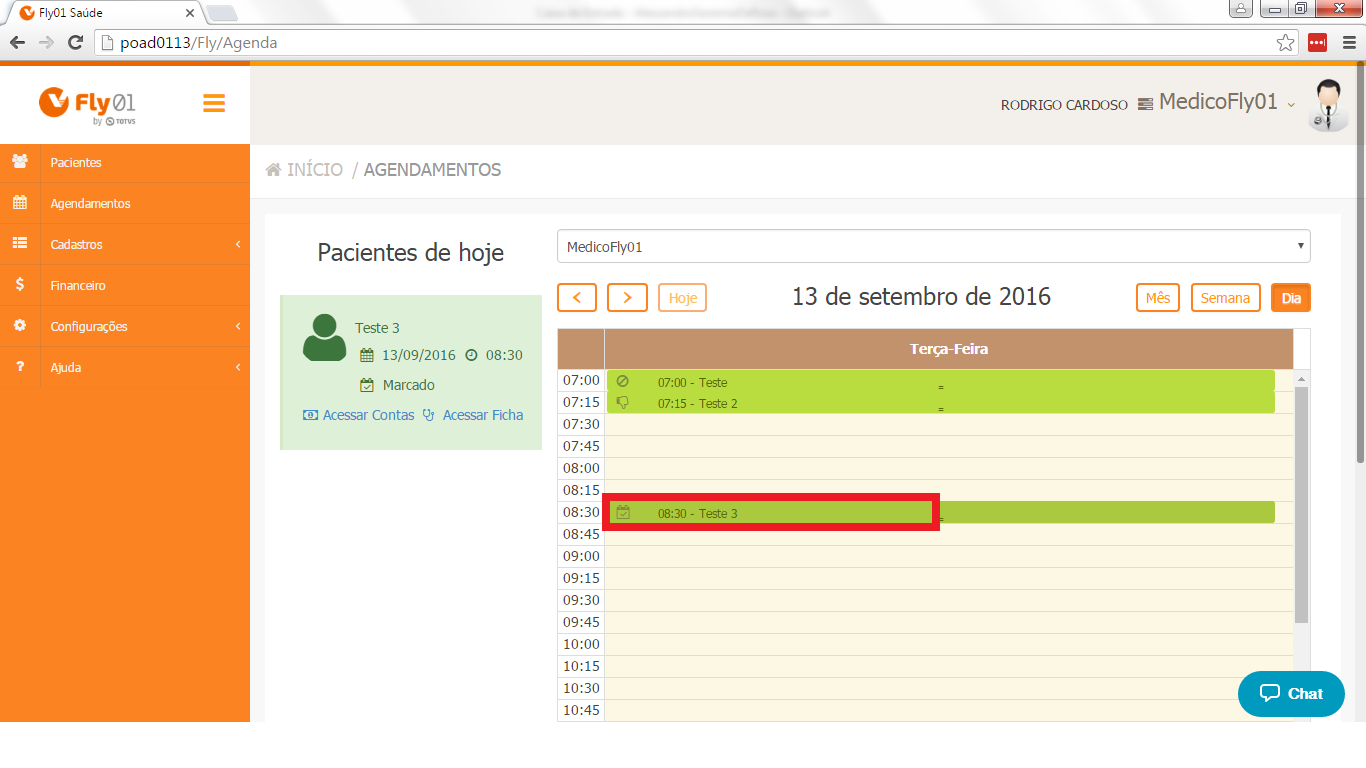 Fly01 Saúde
poad0113/Fly/Agenda
Fly01
by TOTVS
RODRIGO CARDOSO MedicoFly01
Pacientes
Agendamentos
Cadastros
Financeiro
Configurações
Ajuda
INÍCIO / AGENDAMENTOS
Pacientes de hoje
Teste 3
13/09/2016 08:30
Marcado
Acessar Contas Acessar Ficha
MedicoFly01
< > Hoje
13 de setembro de 2016
Mês Semana Dia
Terça-Feira
07:00 07:00 - Teste
07:15 07:15 - Teste 2
07:30
07:45
08:00
08:15
08:30 08:30 - Teste 3
08:45
09:00
09:15
09:30
09:45
10:00
10:15
10:30
10:45
Chat